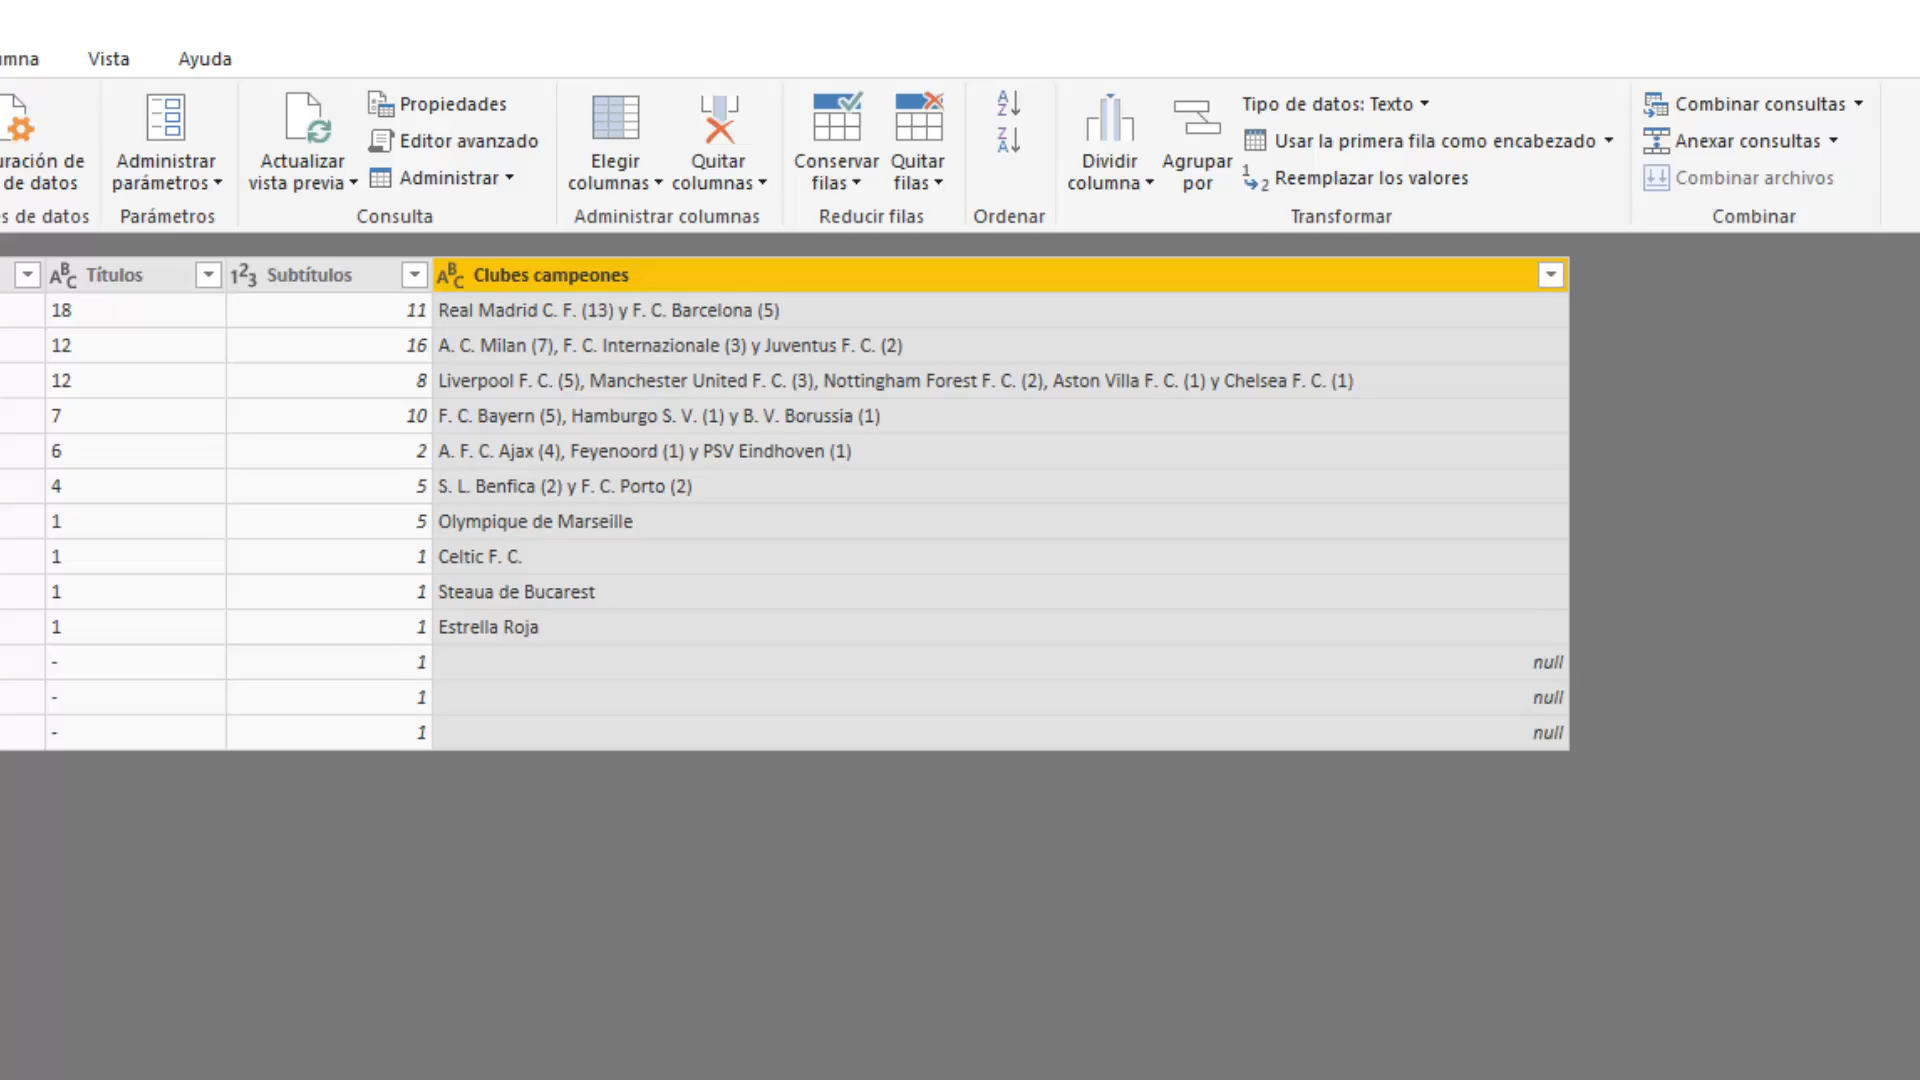 umna Vista Ayuda
uración de
de datos
s de datos
Administrar
parámetros
Parámetros
Actualizar
vista previa
Propiedades
Editor avanzado
Administrar
Consulta
Elegir
columnas
Quitar
columnas
Administrar columnas
Conservar
filas
Quitar
filas
Reducir filas
A
Z
Z
A
Ordenar
Dividir
columna
Agrupar
por
Tipo de datos: Texto
Usar la primera fila como encabezado
1 2 Reemplazar los valores
Transformar
Combinar consultas
Anexar consultas
Combinar archivos
Combinar
ABC Títulos 123 Subtítulos ABC Clubes campeones
18 11 Real Madrid C. F. (13) y F. C. Barcelona (5)
12 16 A. C. Milan (7), F. C. Internazionale (3) y Juventus F. C. (2)
12 8 Liverpool F. C. (5), Manchester United F. C. (3), Nottingham Forest F. C. (2), Aston Villa F. C. (1) y Chelsea F. C. (1)
7 10 F. C. Bayern (5), Hamburgo S. V. (1) y B. V. Borussia (1)
6 2 A. F. C. Ajax (4), Feyenoord (1) y PSV Eindhoven (1)
4 5 S. L. Benfica (2) y F. C. Porto (2)
1 5 Olympique de Marseille
1 1 Celtic F. C.
1 1 Steaua de Bucarest
1 1 Estrella Roja
- 1 null
- 1 null
- 1 null